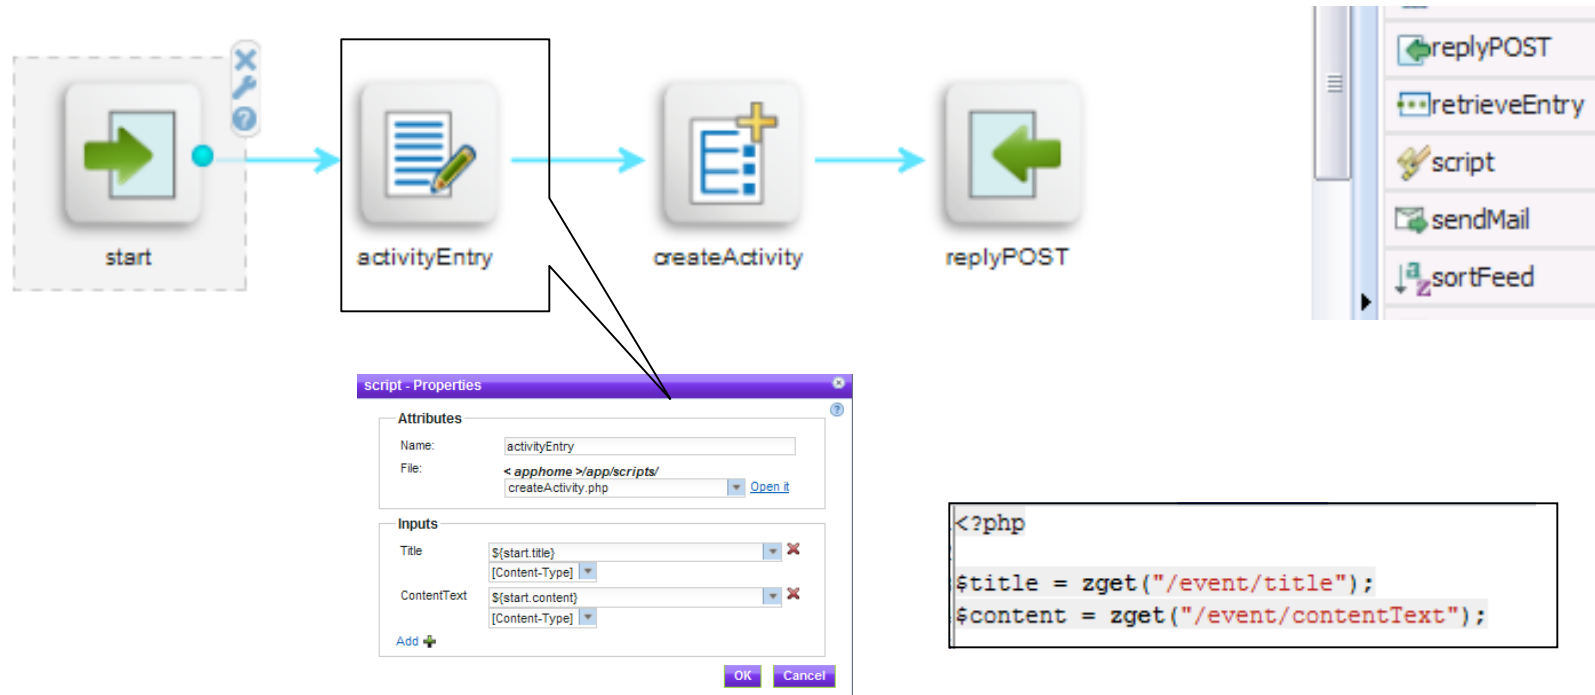 start
activityEntry
createActivity
replyPOST
replyPOST
retrieveEntry
script
sendMail
sortFeed
script - Properties
Attributes
Name: activityEntry
File: < apphome >/app/scripts/
createActivity.php Open it
Inputs
Title ${start.title}
[Content-Type]
ContentText ${start.content}
[Content-Type]
Add
OK Cancel
<?php
$title = zget("/event/title");
$content = zget("/event/contentText");